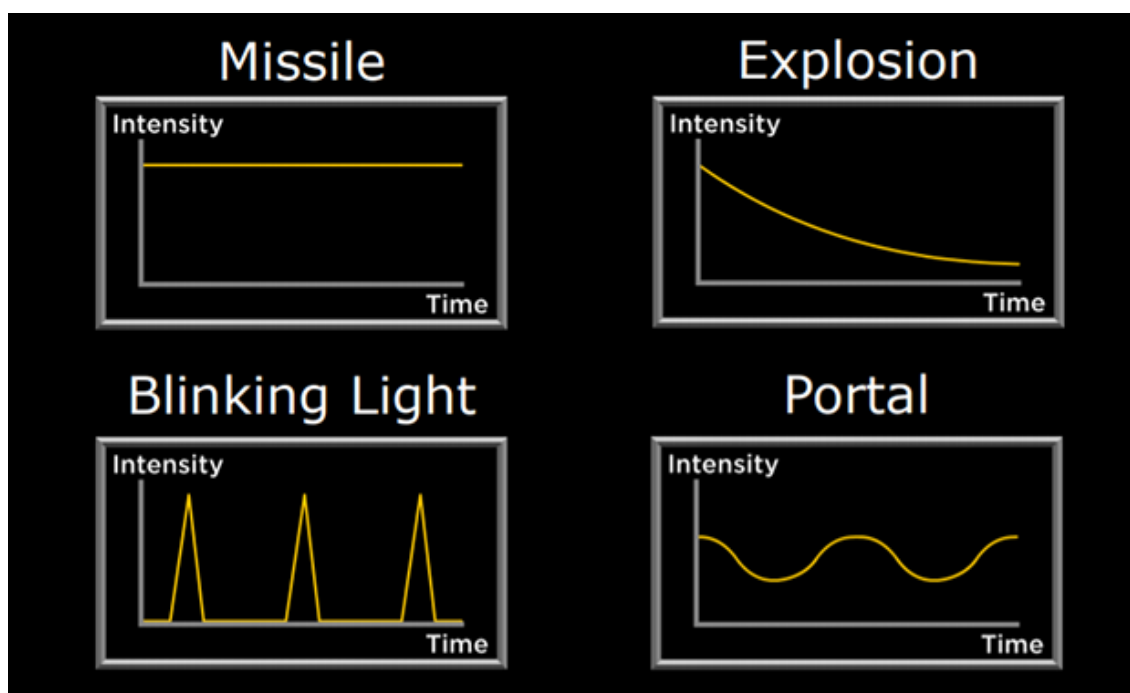 Missile
Intensity
Time
Explosion
Intensity
Time
Blinking Light
Intensity
Time
Portal
Intensity
Time